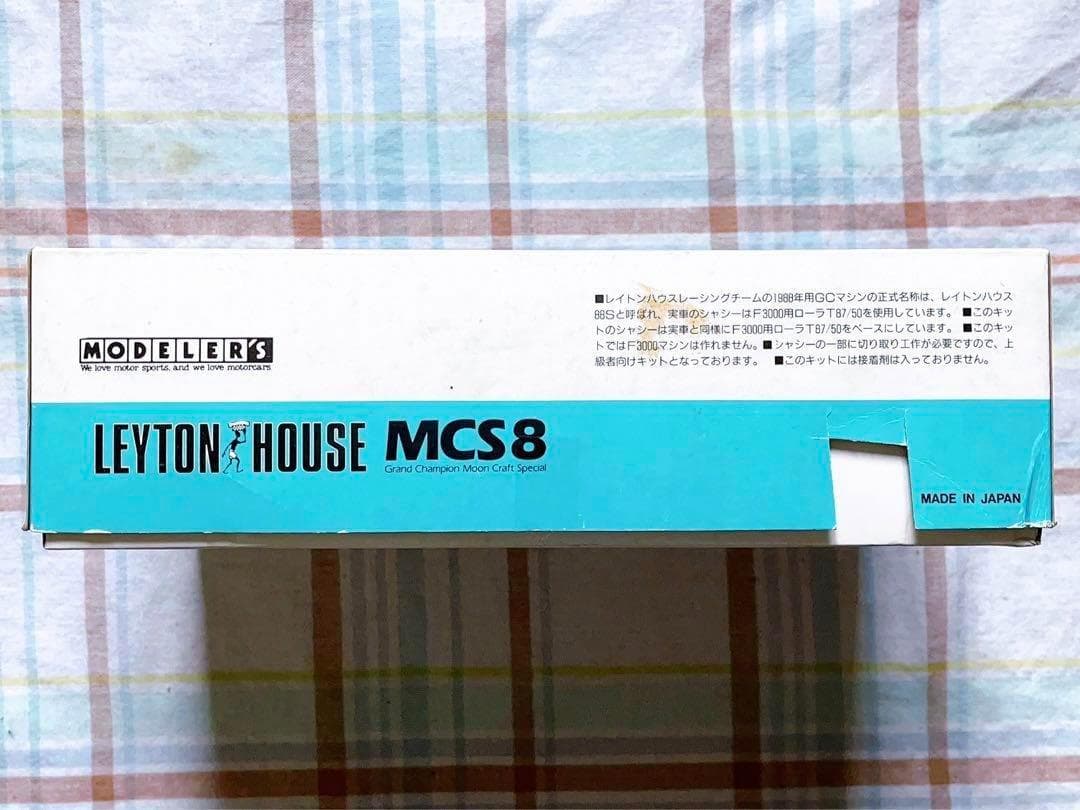 ■レイトンハウスレーシングチームの1988年用GCマシンの正式名称は、レイトンハウス
88Sと呼ばれ、実車のシャシーはF3000用ローラT87/50を使用しています。 ■このキッ
トのシャシーは実車と同様にF3000用ローラT87/50をベースにしています。 ■このキッ
トではF3000マシンは作れません。■シャシーの一部に切り取り工作が必要ですので、上
級者向けキットとなっております。 ■このキットには接着剤は入っておりません。
MODELER'S
We love motor sports, and we love motorcars
LEYTON HOUSE MCS8
Grand Champion Moon Craft Special
MADE IN JAPAN